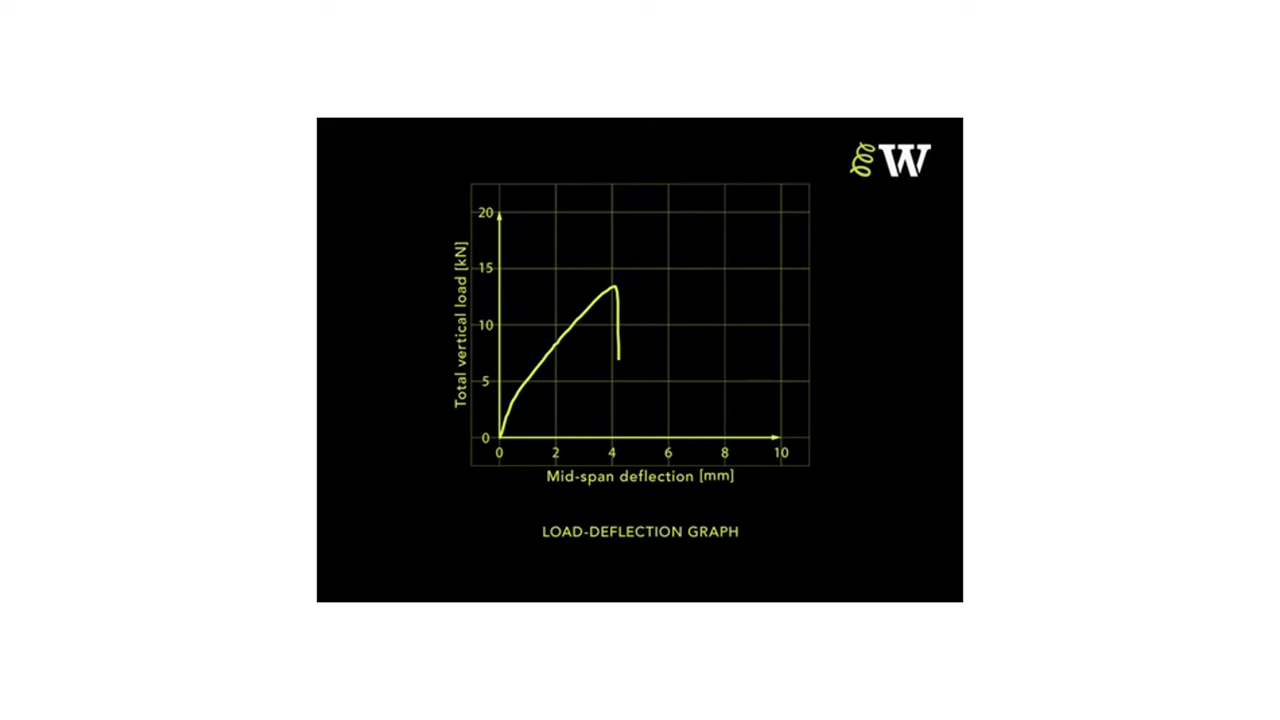 W
20
15
10
5
0
Total vertical load [kN]
0 2 4 6 8 10
Mid-span deflection [mm]
LOAD-DEFLECTION GRAPH